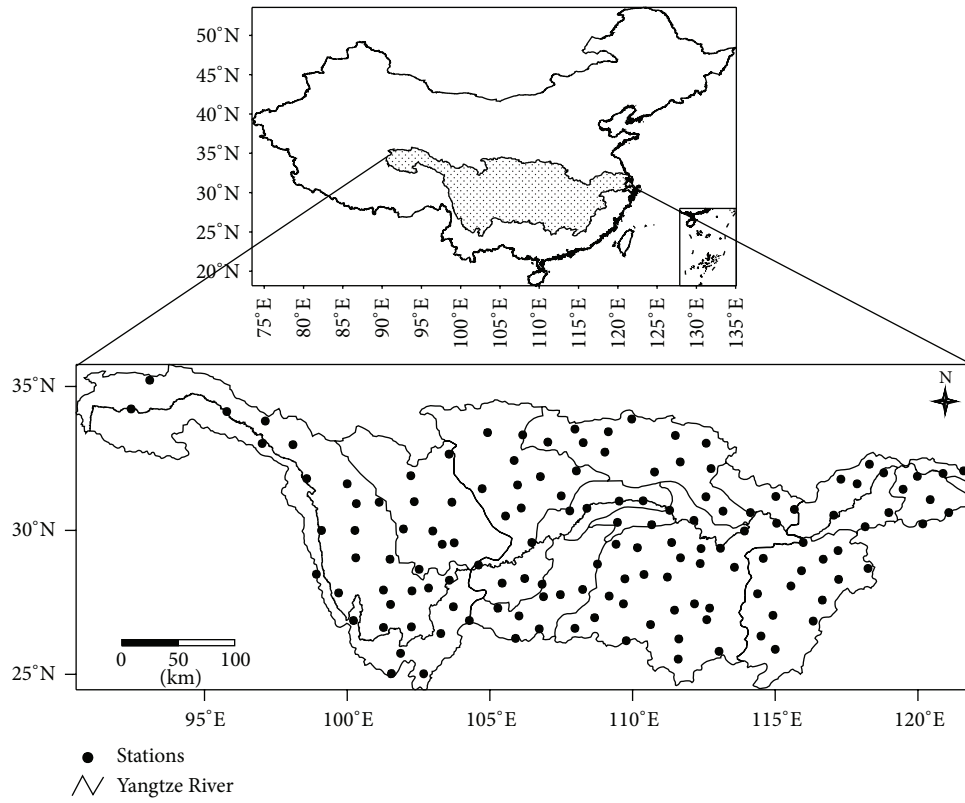 50°N
45°N
40°N
35°N
30°N
25°N
20°N
75°E
80°E
85°E
90°E
95°E
100°E
105°E
110°E
115°E
120°E
125°E
130°E
135°E
35°N
30°N
25°N
N
0 50 100
(km)
95°E 100°E 105°E 110°E 115°E 120°E
Stations
Yangtze River